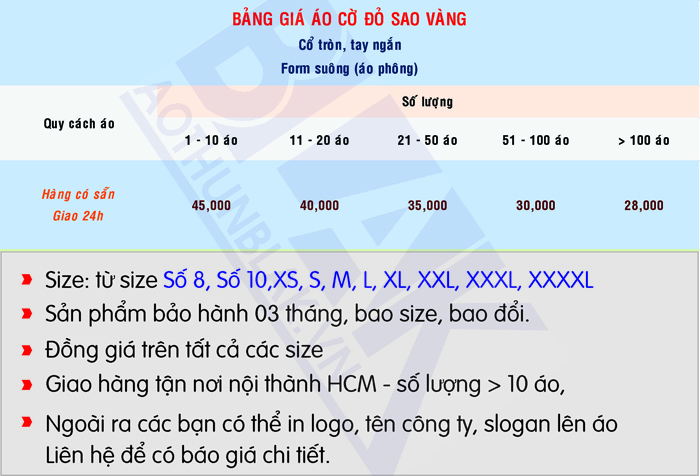 BẢNG GIÁ ÁO CỜ ĐỎ SAO VÀNG
Cổ tròn, tay ngắn
Form suông (áo phông)
Quy cách áo
Số lượng
1 - 10 áo 11 - 20 áo 21 - 50 áo 51 - 100 áo > 100 áo
Hàng có sẵn
Giao 24h
45,000 40,000 35,000 30,000 28,000
Size: từ size Số 8, Số 10,XS, S, M, L, XL, XXL, XXXL, XXXXL
Sản phẩm bảo hành 03 tháng, bao size, bao đổi.
Đồng giá trên tất cả các size
Giao hàng tận nơi nội thành HCM - số lượng > 10 áo,
Ngoài ra các bạn có thể in logo, tên công ty, slogan lên áo
Liên hệ để có báo giá chi tiết.